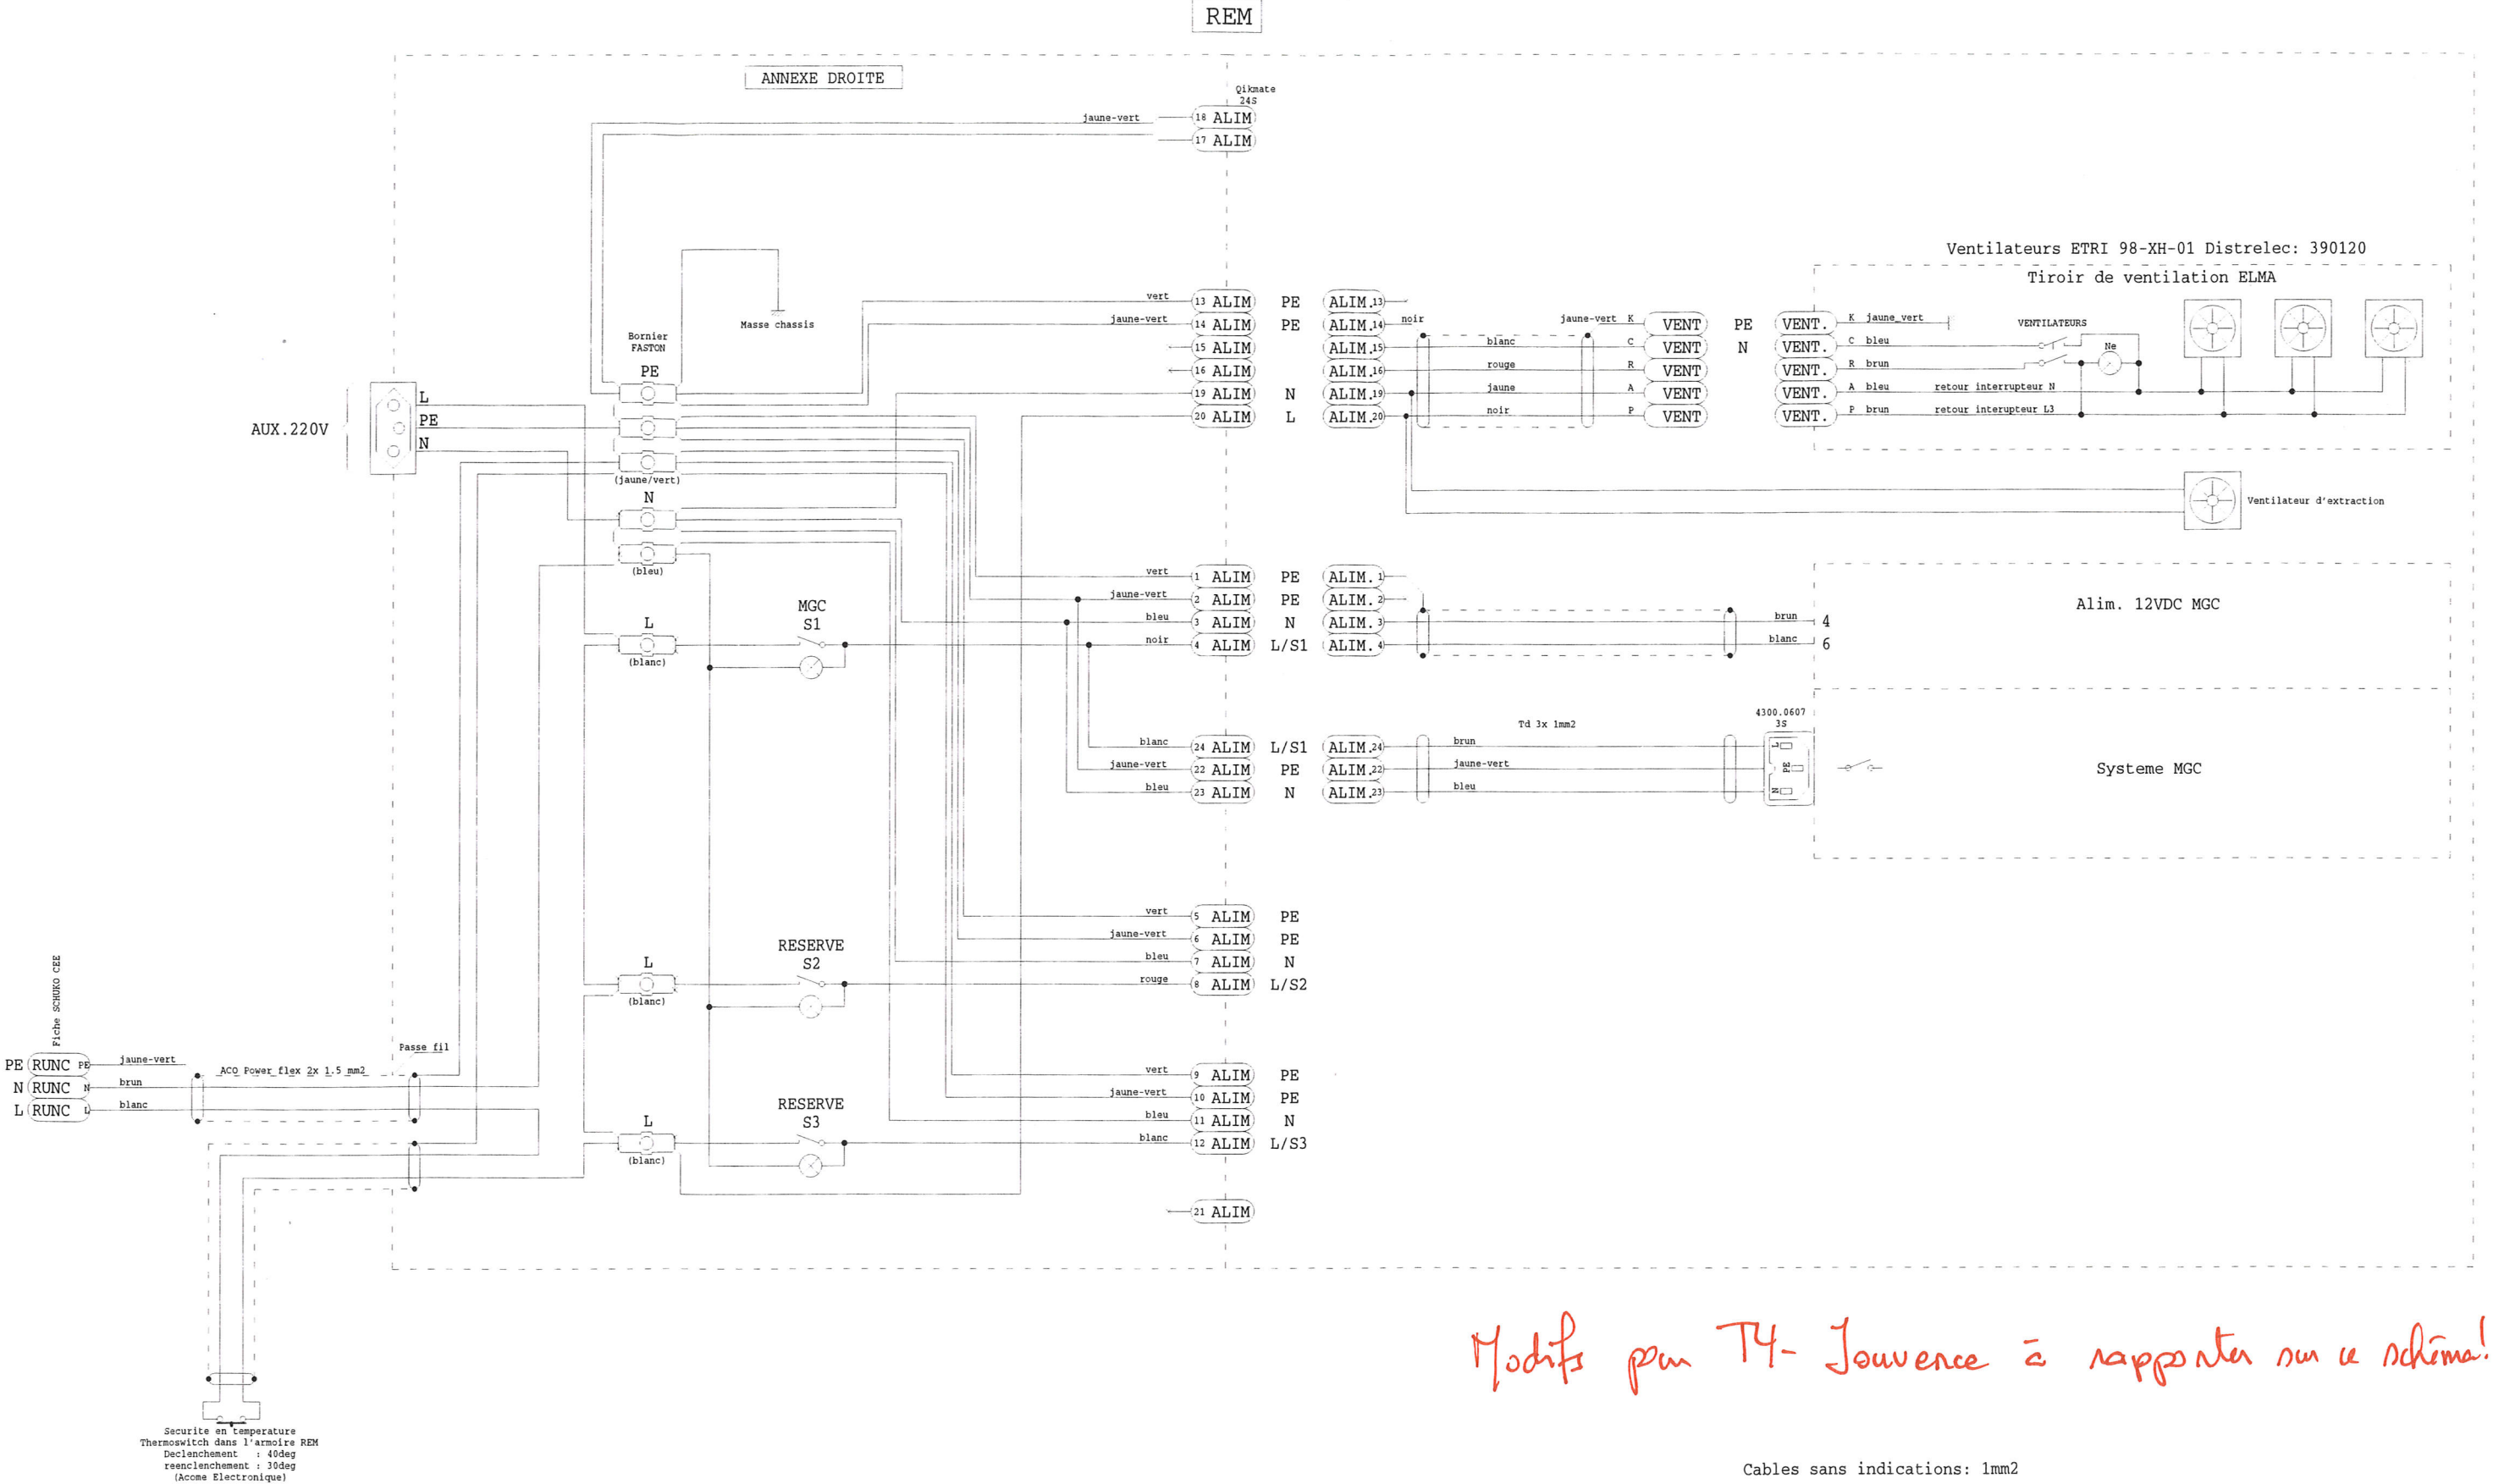 REM
ANNEXE DROITE
Qikmate
24S
jaune-vert
18 ALIM
17 ALIM
Ventilateurs ETRI 98-XH-01 Distrelec: 390120
Tiroir de ventilation ELMA
Masse chassis
Bornier
FASTON
PE
vert 13 ALIM PE ALIM.13
jaune-vert 14 ALIM PE ALIM.14 noir jaune-vert K VENT PE VENT. K jaune_vert VENTILATEURS
15 ALIM ALIM.15 blanc C VENT N VENT. C bleu
16 ALIM ALIM.16 rouge R VENT VENT. R brun Ne
19 ALIM N ALIM.19 jaune A VENT VENT. A bleu retour interrupteur N
20 ALIM L ALIM.20 noir P VENT VENT. P brun retour interupteur L3
AUX.220V
L
PE
N
(jaune/vert)
N
(bleu)
Ventilateur d'extraction
vert 1 ALIM PE ALIM. 1
jaune-vert 2 ALIM PE ALIM. 2
bleu 3 ALIM N ALIM. 3 brun 4
noir 4 ALIM L/S1 ALIM. 4 blanc 6
Alim. 12VDC MGC
MGC
S1
L
(blanc)
Td 3x 1mm2
4300.0607
3S
blanc 24 ALIM L/S1 ALIM.24 brun L
jaune-vert 22 ALIM PE ALIM.22 jaune-vert PE
bleu 23 ALIM N ALIM.23 bleu N
Systeme MGC
vert 5 ALIM PE
jaune-vert 6 ALIM PE
bleu 7 ALIM N
rouge 8 ALIM L/S2
RESERVE
S2
L
(blanc)
Fiche SCHUKO CEE
PE RUNC PE jaune-vert
N RUNC N brun
L RUNC L blanc
ACO Power flex 2x 1.5 mm2
Passe fil
vert 9 ALIM PE
jaune-vert 10 ALIM PE
bleu 11 ALIM N
blanc 12 ALIM L/S3
RESERVE
S3
L
(blanc)
21 ALIM
Modifs pour T4- Jouvence à rapporter sur ce schéma!
Securite en temperature
Thermoswitch dans l'armoire REM
Declenchement : 40deg
reenclenchement : 30deg
(Acome Electronique)
Cables sans indications: 1mm2